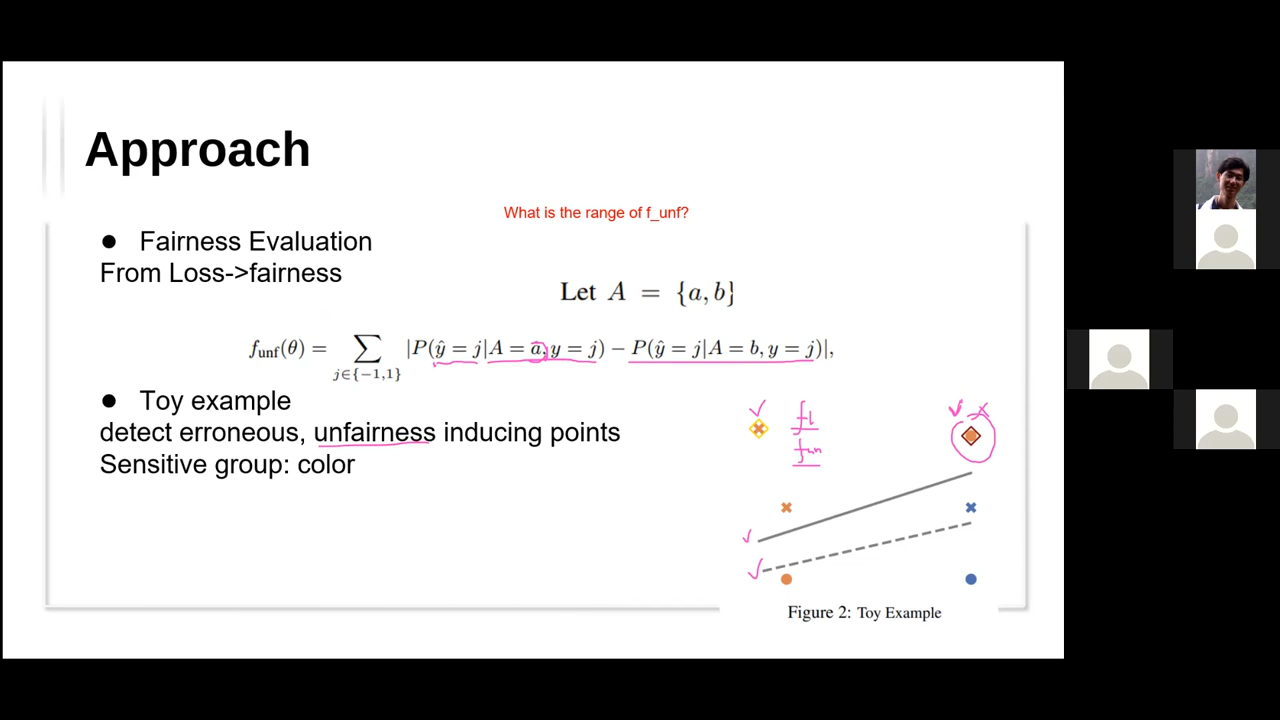 Approach
What is the range of f_unf?
● Fairness Evaluation
From Loss->fairness
Let A = {a, b}
f_unf(θ) = ∑_{j∈{−1,1}} |P(ŷ = j|A = a, y = j) − P(ŷ = j|A = b, y = j)|,
● Toy example
detect erroneous, unfairness inducing points
Sensitive group: color
Figure 2: Toy Example